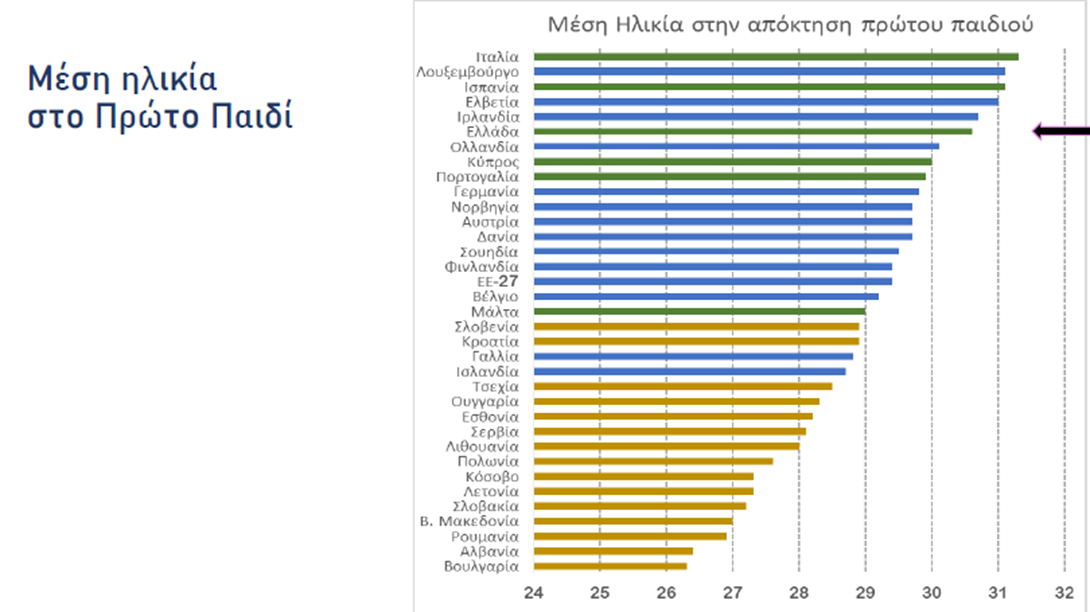 Μέση ηλικία
στο Πρώτο Παιδί
Μέση Ηλικία στην απόκτηση πρώτου παιδιού
Ιταλία
Λουξεμβούργο
Ισπανία
Ελβετία
Ιρλανδία
Ελλάδα
Ολλανδία
Κύπρος
Πορτογαλία
Γερμανία
Νορβηγία
Αυστρία
Δανία
Σουηδία
Φινλανδία
ΕΕ-27
Βέλγιο
Μάλτα
Σλοβενία
Κροατία
Γαλλία
Ισλανδία
Τσεχία
Ουγγαρία
Εσθονία
Σερβία
Λιθουανία
Πολωνία
Κόσοβο
Λετονία
Σλοβακία
Β. Μακεδονία
Ρουμανία
Αλβανία
Βουλγαρία
24 25 26 27 28 29 30 31 32